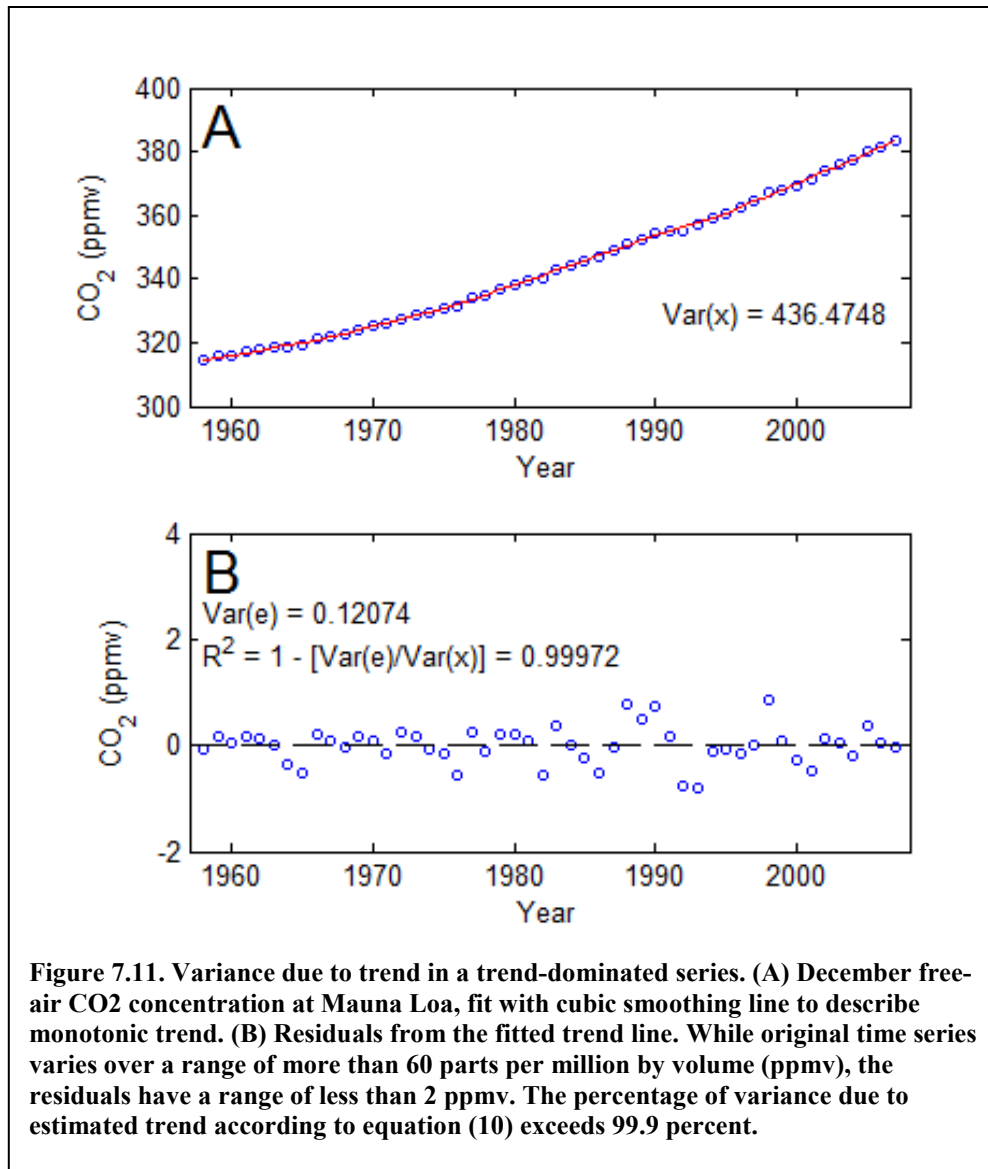 A
400
380
360
340
320
300
CO2 (ppmv)
Var(x) = 436.4748
1960 1970 1980 1990 2000
Year
B
4
2
0
-2
CO2 (ppmv)
Var(e) = 0.12074
R2 = 1 - [Var(e)/Var(x)] = 0.99972
1960 1970 1980 1990 2000
Year
Figure 7.11. Variance due to trend in a trend-dominated series. (A) December free-
air CO2 concentration at Mauna Loa, fit with cubic smoothing line to describe
monotonic trend. (B) Residuals from the fitted trend line. While original time series
varies over a range of more than 60 parts per million by volume (ppmv), the
residuals have a range of less than 2 ppmv. The percentage of variance due to
estimated trend according to equation (10) exceeds 99.9 percent.